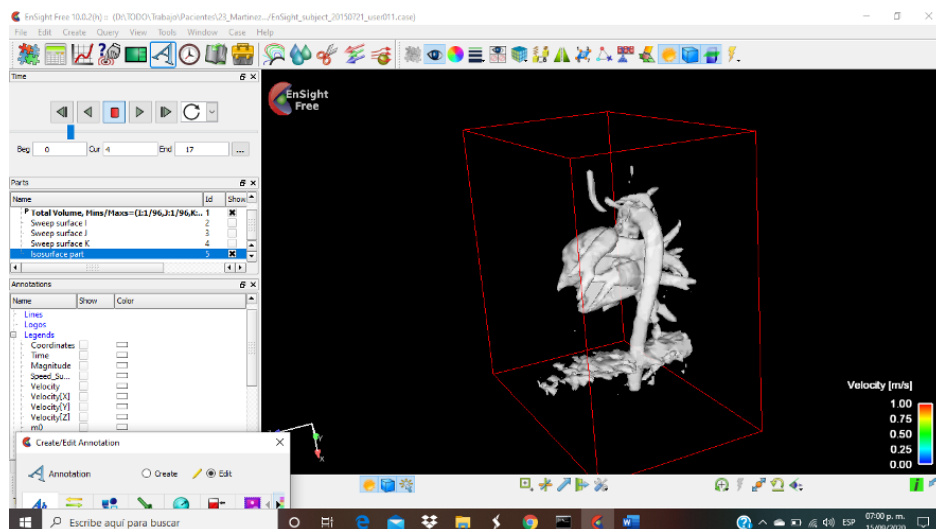 EnSight Free 10.0.2(h) :: (D:\TODO\Trabajo\Pacientes\23_Martinez.../EnSight_subject_20150721_user011.case)
File Edit Create Query View Tools Window Case Help
Time
Beg 0 Cur 4 End 17 ...
Parts
Name Id Show
Total Volume, Mins/Maxs=(I:1/96,J:1/96,K:.. 1
Sweep surface I 2
Sweep surface J 3
Sweep surface K 4
Isosurface part 5
Annotations
Name Show Color
Lines
Logos
Legends
Coordinates
Time
Magnitude
Speed_Su...
Velocity
Velocity[X]
Velocity[Y]
Velocity[Z]
m0
Create/Edit Annotation
Annotation Create Edit
EnSight
Free
Velocity [m/s]
1.00
0.75
0.50
0.25
0.00
Escribe aquí para buscar
ESP
07:00 p. m.
15/09/2020